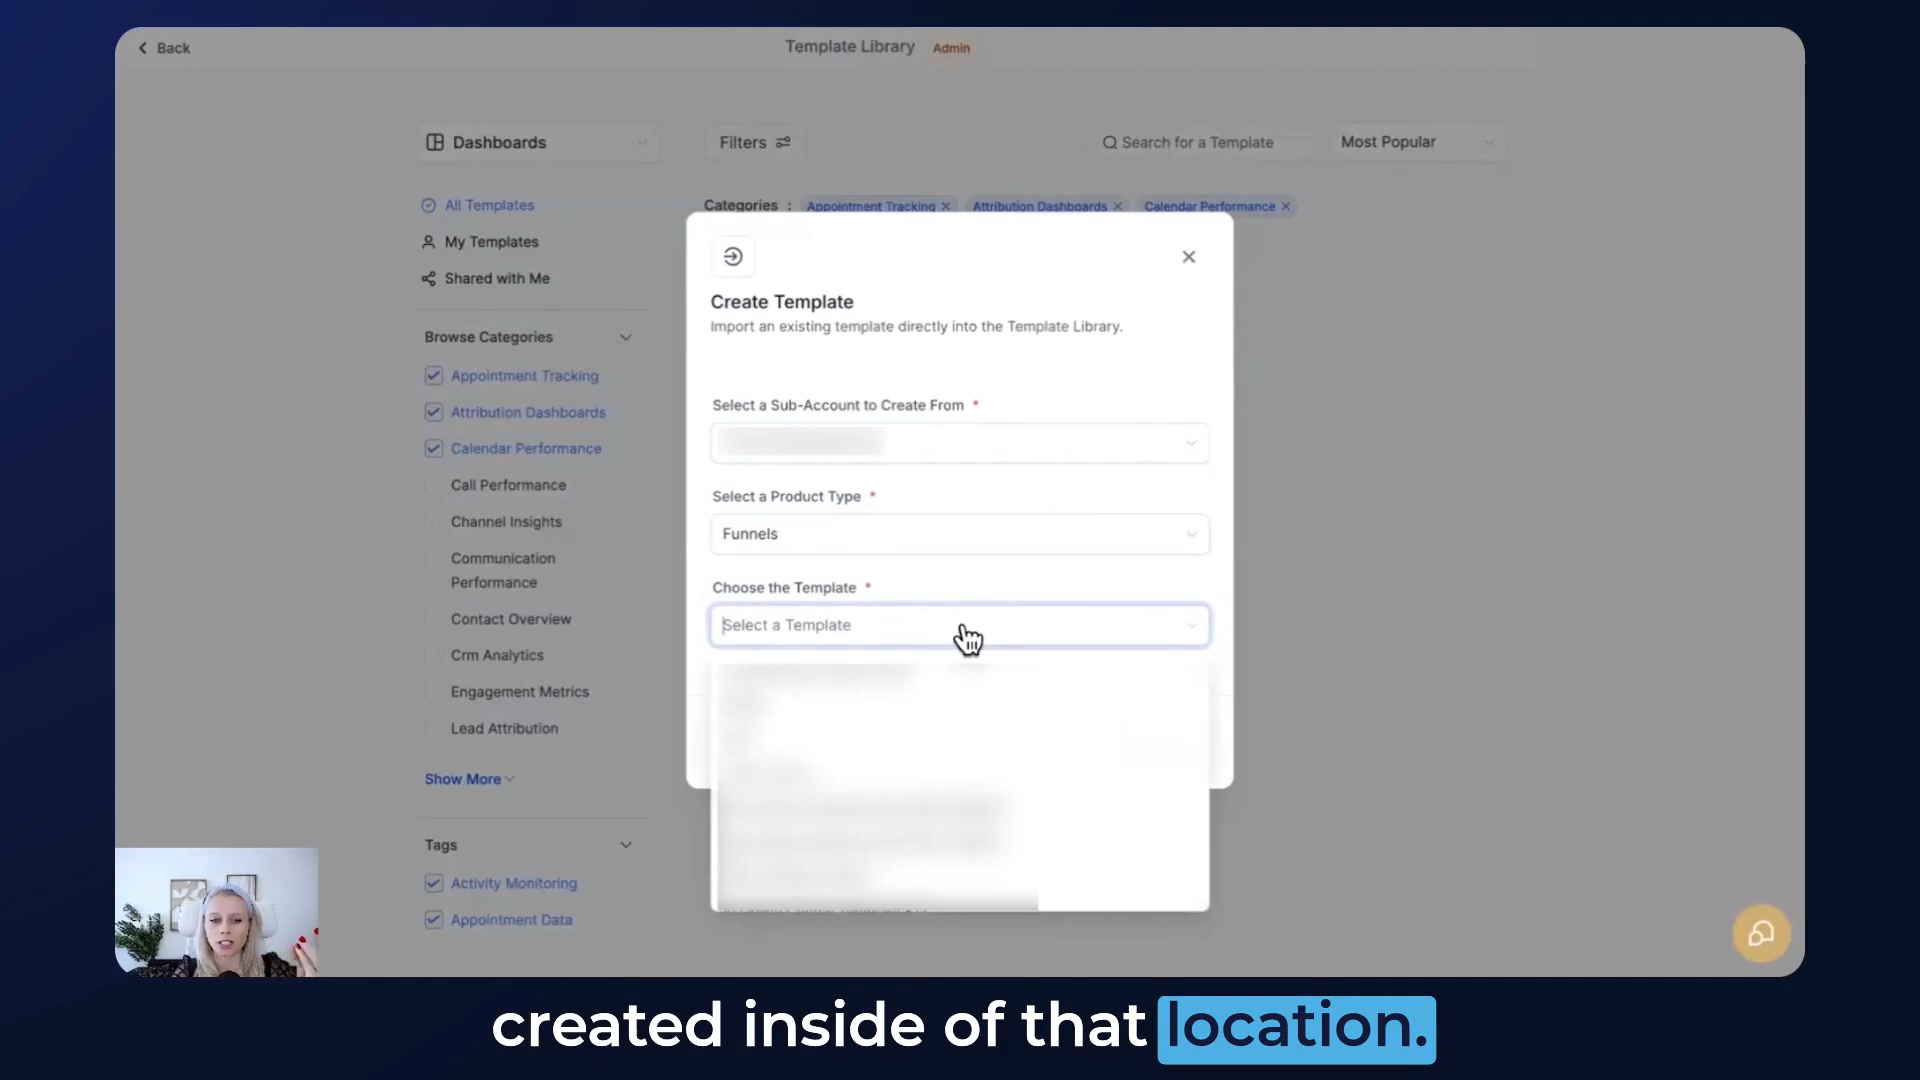 Back
Template Library Admin
Dashboards
Filters
Search for a Template
Most Popular
All Templates
My Templates
Shared with Me
Categories : Appointment Tracking Attribution Dashboards Calendar Performance
Browse Categories
Appointment Tracking
Attribution Dashboards
Calendar Performance
Call Performance
Channel Insights
Communication
Performance
Contact Overview
Crm Analytics
Engagement Metrics
Lead Attribution
Show More
Tags
Activity Monitoring
Appointment Data
Create Template
Import an existing template directly into the Template Library.
Select a Sub-Account to Create From *
Select a Product Type *
Funnels
Choose the Template *
Select a Template
created inside of that location.